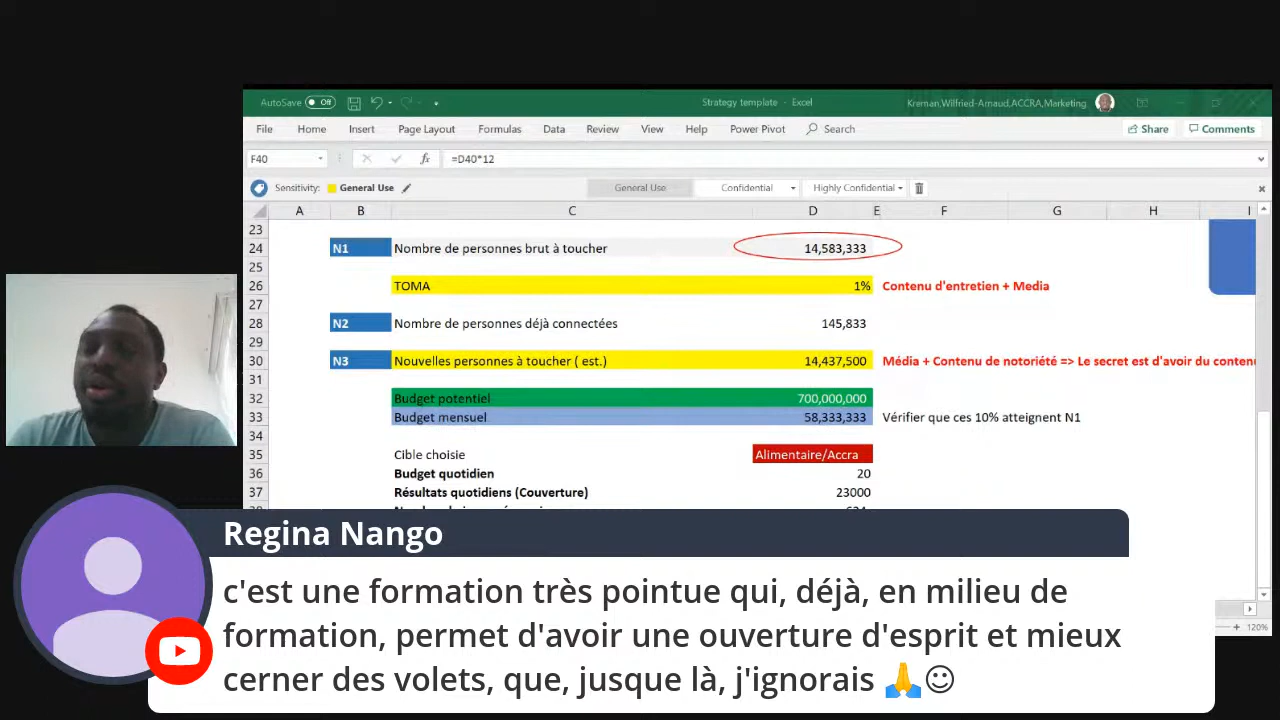 AutoSave Off Strategy template - Excel Kreman,Wilfried-Arnaud,ACCRA,Marketing
File Home Insert Page Layout Formulas Data Review View Help Power Pivot Search Share Comments
F40 fx =D40*12
Sensitivity: General Use General Use Confidential Highly Confidential
A B C D E F G H I
23
24 N1 Nombre de personnes brut à toucher 14,583,333
25
26 TOMA 1% Contenu d'entretien + Media
27
28 N2 Nombre de personnes déjà connectées 145,833
29
30 N3 Nouvelles personnes à toucher ( est.) 14,437,500 Média + Contenu de notoriété => Le secret est d'avoir du contenu
31
32 Budget potentiel 700,000,000
33 Budget mensuel 58,333,333 Vérifier que ces 10% atteignent N1
34
35 Cible choisie Alimentaire/Accra
36 Budget quotidien 20
37 Résultats quotidiens (Couverture) 23000
120%
Regina Nango
c'est une formation très pointue qui, déjà, en milieu de
formation, permet d'avoir une ouverture d'esprit et mieux
cerner des volets, que, jusque là, j'ignorais 🙏☺